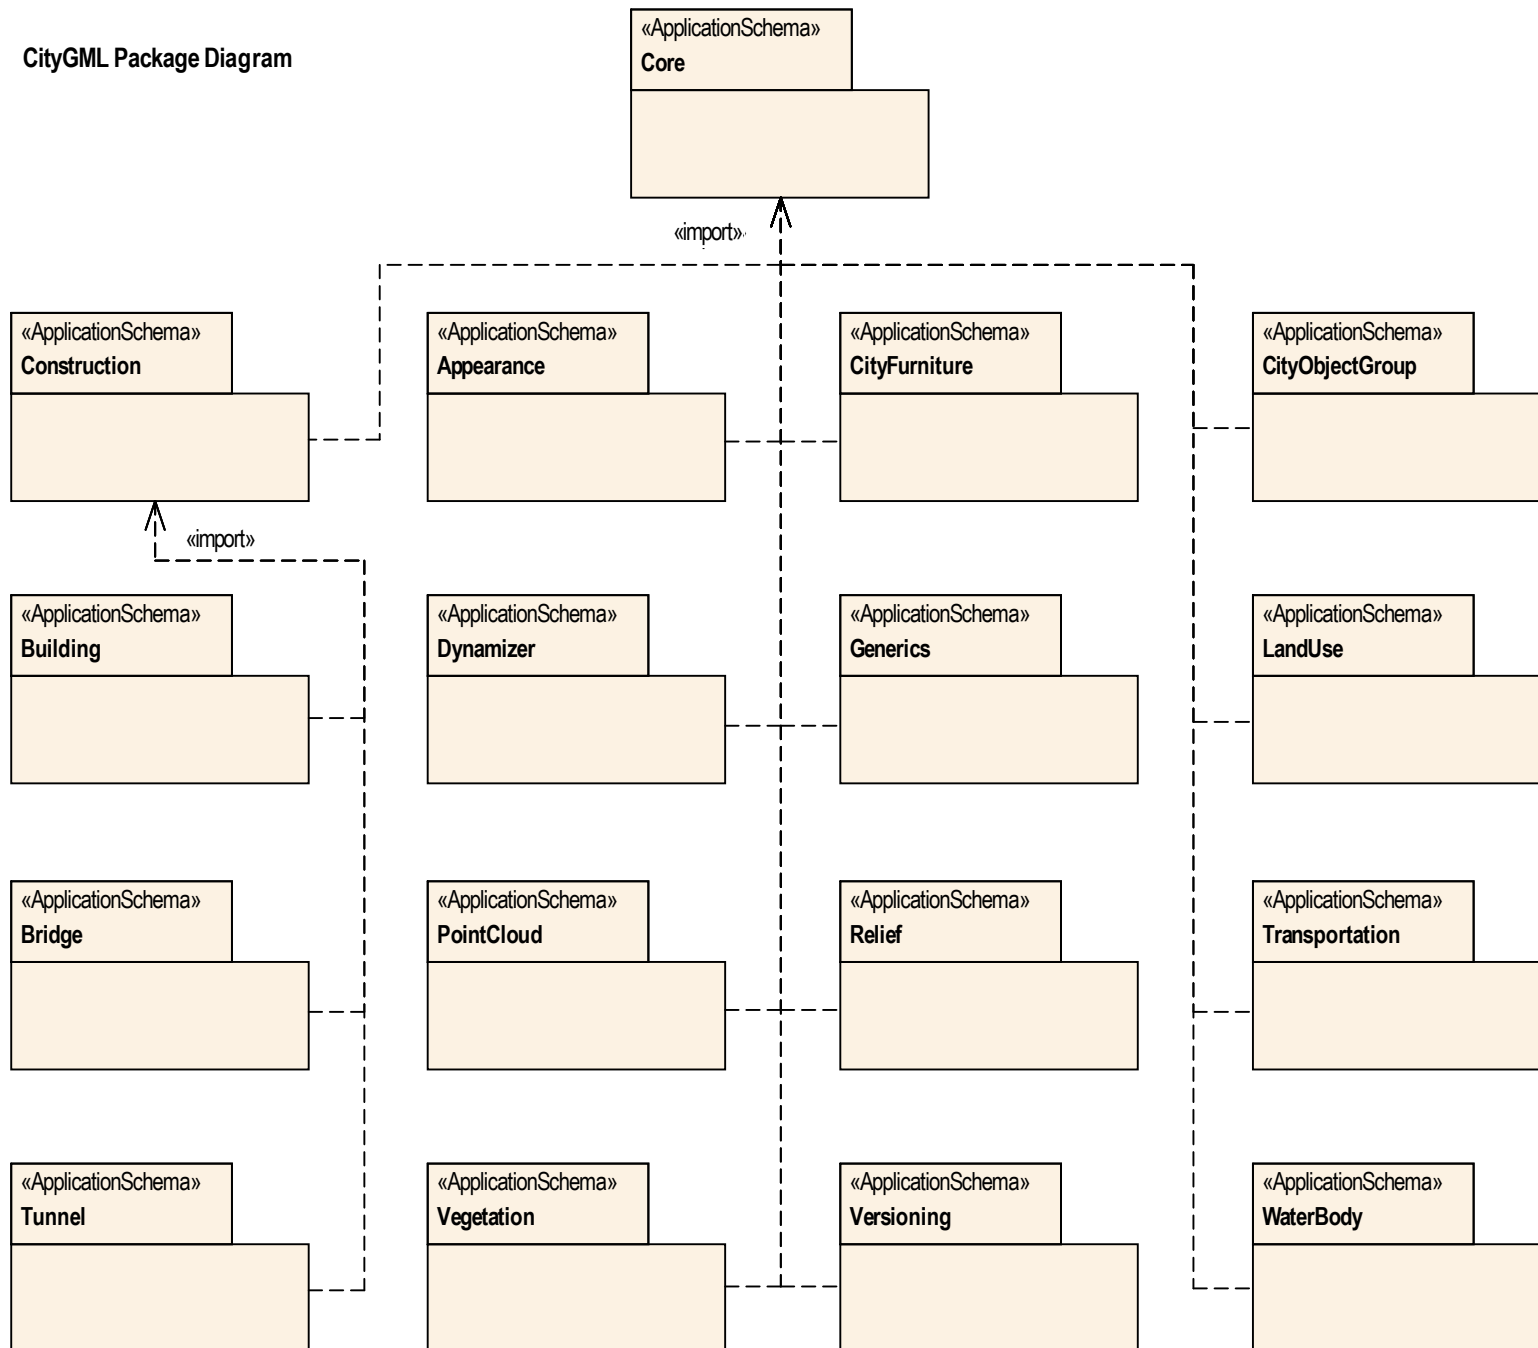 CityGML Package Diagram
«ApplicationSchema»
Core
«import»
«ApplicationSchema»
Construction
«ApplicationSchema»
Appearance
«ApplicationSchema»
CityFurniture
«ApplicationSchema»
CityObjectGroup
«import»
«ApplicationSchema»
Building
«ApplicationSchema»
Dynamizer
«ApplicationSchema»
Generics
«ApplicationSchema»
LandUse
«ApplicationSchema»
Bridge
«ApplicationSchema»
PointCloud
«ApplicationSchema»
Relief
«ApplicationSchema»
Transportation
«ApplicationSchema»
Tunnel
«ApplicationSchema»
Vegetation
«ApplicationSchema»
Versioning
«ApplicationSchema»
WaterBody